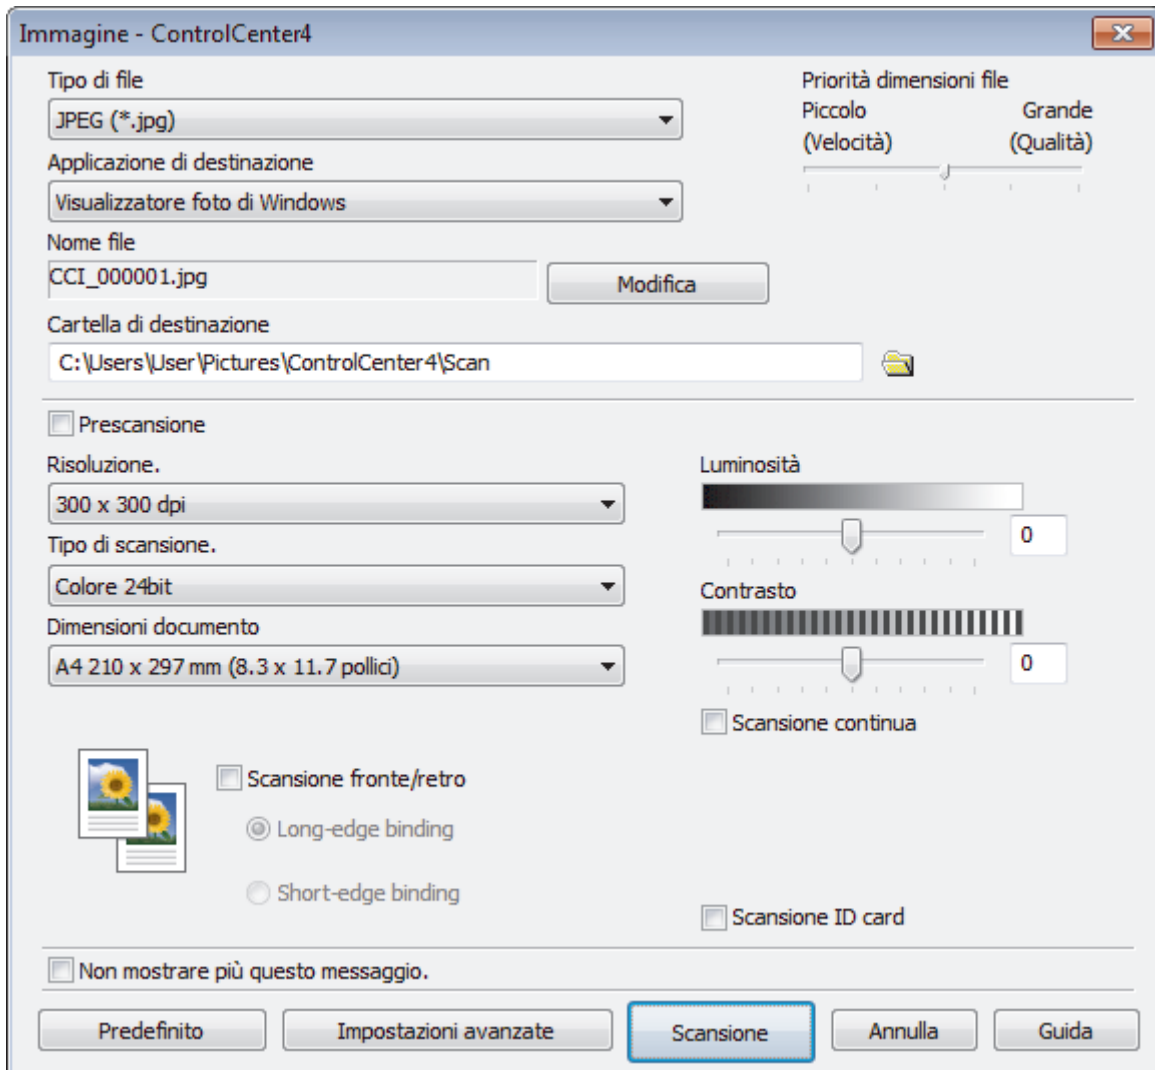 Immagine - ControlCenter4
Tipo di file
JPEG (*.jpg)
Priorità dimensioni file
Piccolo Grande
(Velocità) (Qualità)
Applicazione di destinazione
Visualizzatore foto di Windows
Nome file
CCI_000001.jpg
Modifica
Cartella di destinazione
C:\Users\User\Pictures\ControlCenter4\Scan
Prescansione
Risoluzione.
300 x 300 dpi
Tipo di scansione.
Colore 24bit
Dimensioni documento
A4 210 x 297 mm (8.3 x 11.7 pollici)
Luminosità
0
Contrasto
0
Scansione continua
Scansione fronte/retro
Long-edge binding
Short-edge binding
Scansione ID card
Non mostrare più questo messaggio.
Predefinito
Impostazioni avanzate
Scansione
Annulla
Guida